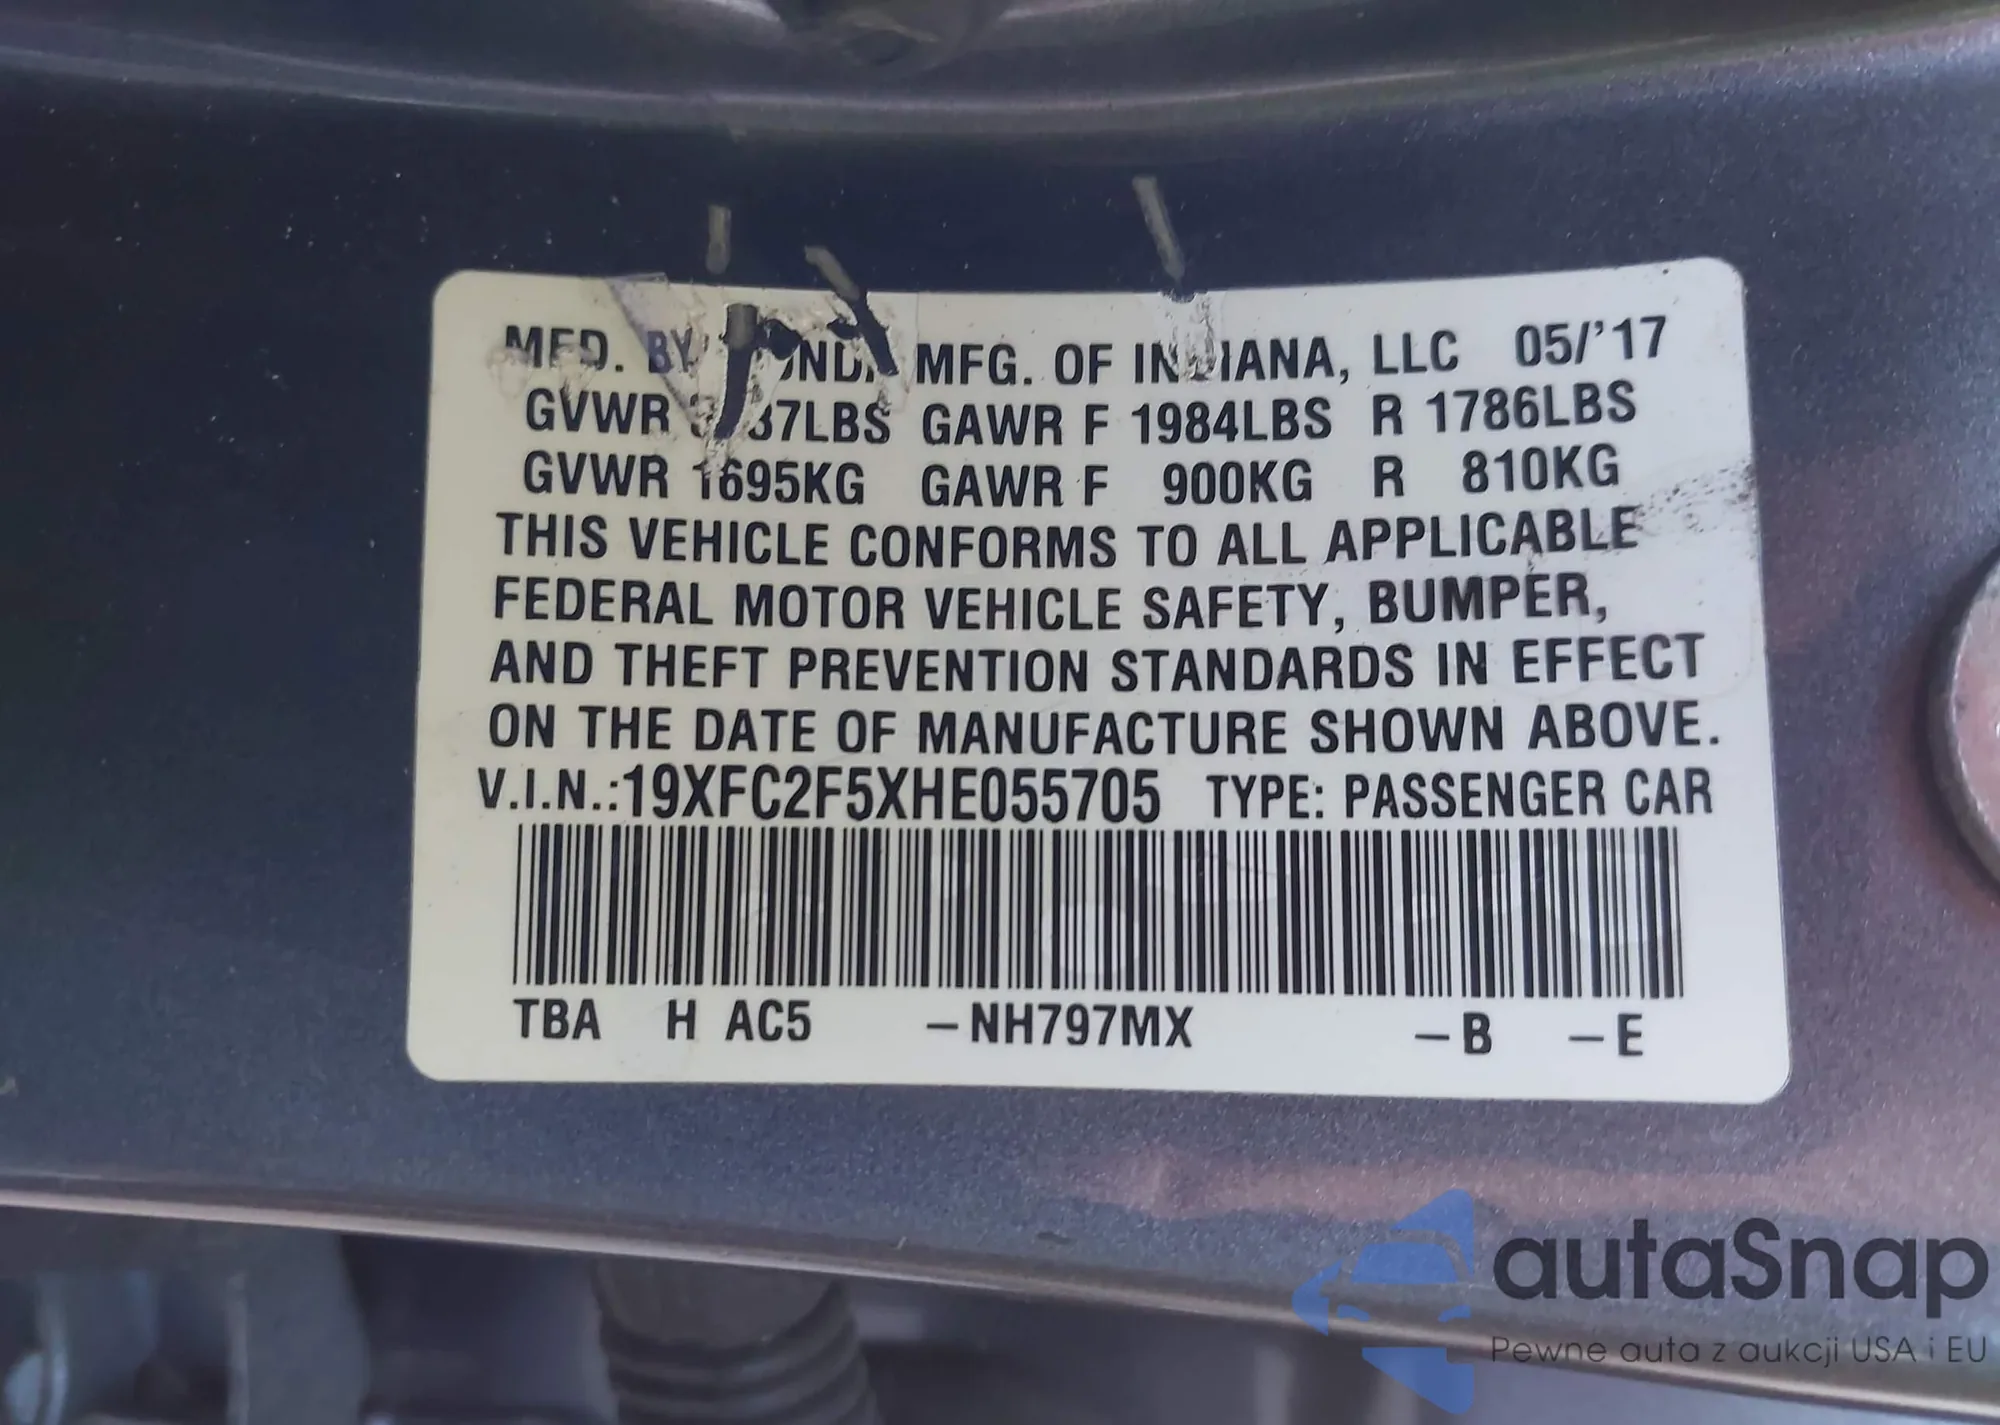 MFD. BY MFG. OF INDIANA, LLC 05/'17
GVWR GAWR F 1984LBS R 1786LBS
GVWR 1695KG GAWR F 900KG R 810KG
THIS VEHICLE CONFORMS TO ALL APPLICABLE
FEDERAL MOTOR VEHICLE SAFETY, BUMPER,
AND THEFT PREVENTION STANDARDS IN EFFECT
ON THE DATE OF MANUFACTURE SHOWN ABOVE.
V.I.N.:19XFC2F5XHE055705 TYPE: PASSENGER CAR
TBA H AC5 –NH797MX –B –E
autaSnap
Pewne auta z aukcji USA i EU